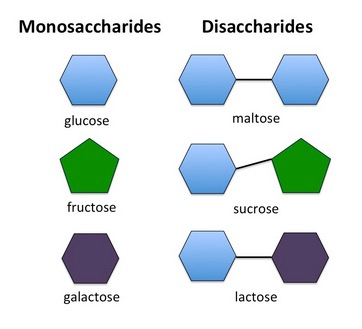 Monosaccharides Disaccharides
glucose maltose
fructose sucrose
galactose lactose